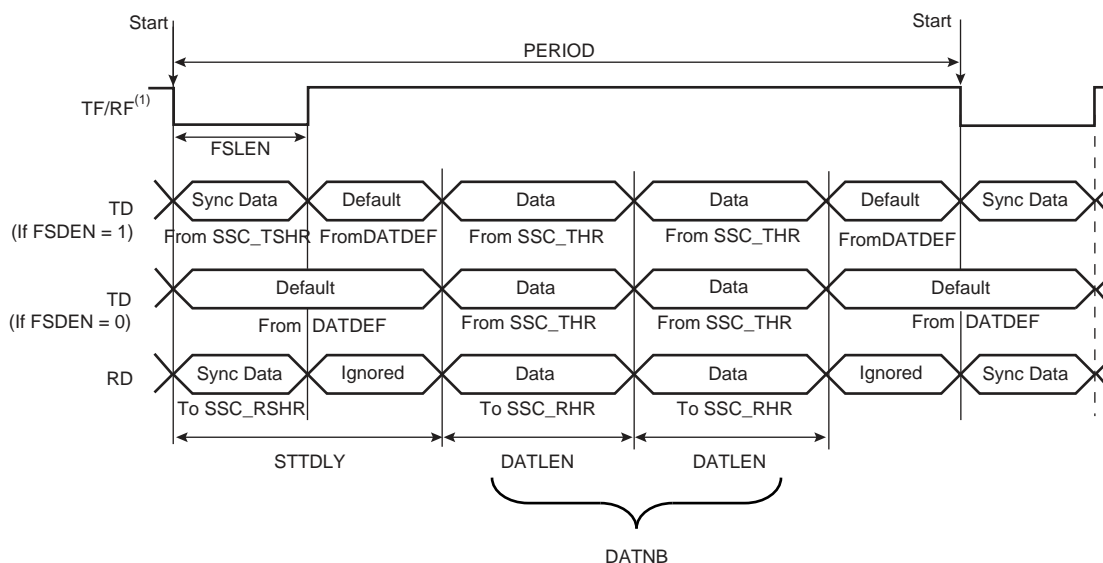 Start Start
PERIOD
TF/RF(1)
FSLEN
TD
(If FSDEN = 1)
Sync Data Default Data Data Default Sync Data
From SSC_TSHR FromDATDEF From SSC_THR From SSC_THR FromDATDEF
TD
(If FSDEN = 0)
Default Data Data Default
From DATDEF From SSC_THR From SSC_THR From DATDEF
RD
Sync Data Ignored Data Data Ignored Sync Data
To SSC_RSHR To SSC_RHR To SSC_RHR
STTDLY DATLEN DATLEN
DATNB